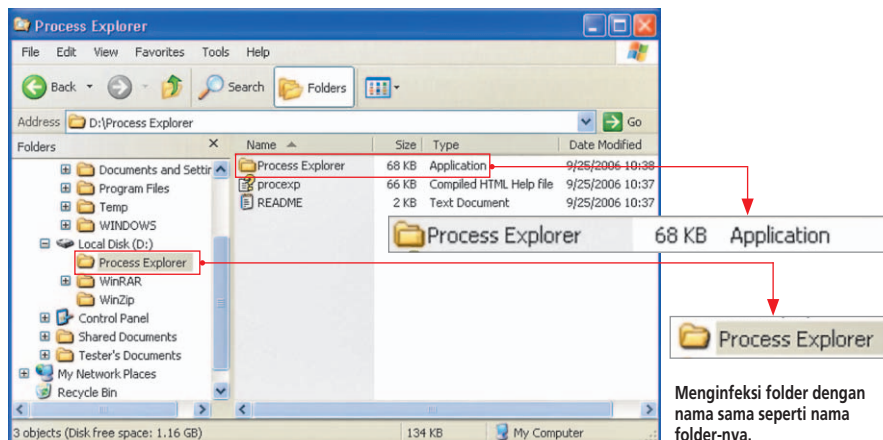 Process Explorer
File Edit View Favorites Tools Help
Back Search Folders
Address D:\Process Explorer Go
Folders
Documents and Settin
Program Files
Temp
WINDOWS
Local Disk (D:)
Process Explorer
WinRAR
WinZip
Control Panel
Shared Documents
Tester's Documents
My Network Places
Recycle Bin
Name Size Type Date Modified
Process Explorer 68 KB Application 9/25/2006 10:38
procexp 66 KB Compiled HTML Help file 9/25/2006 10:37
README 2 KB Text Document 9/25/2006 10:37
Process Explorer 68 KB Application
Process Explorer
Menginfeksi folder dengan
nama sama seperti nama
folder-nya.
3 objects (Disk free space: 1.16 GB) 134 KB My Computer